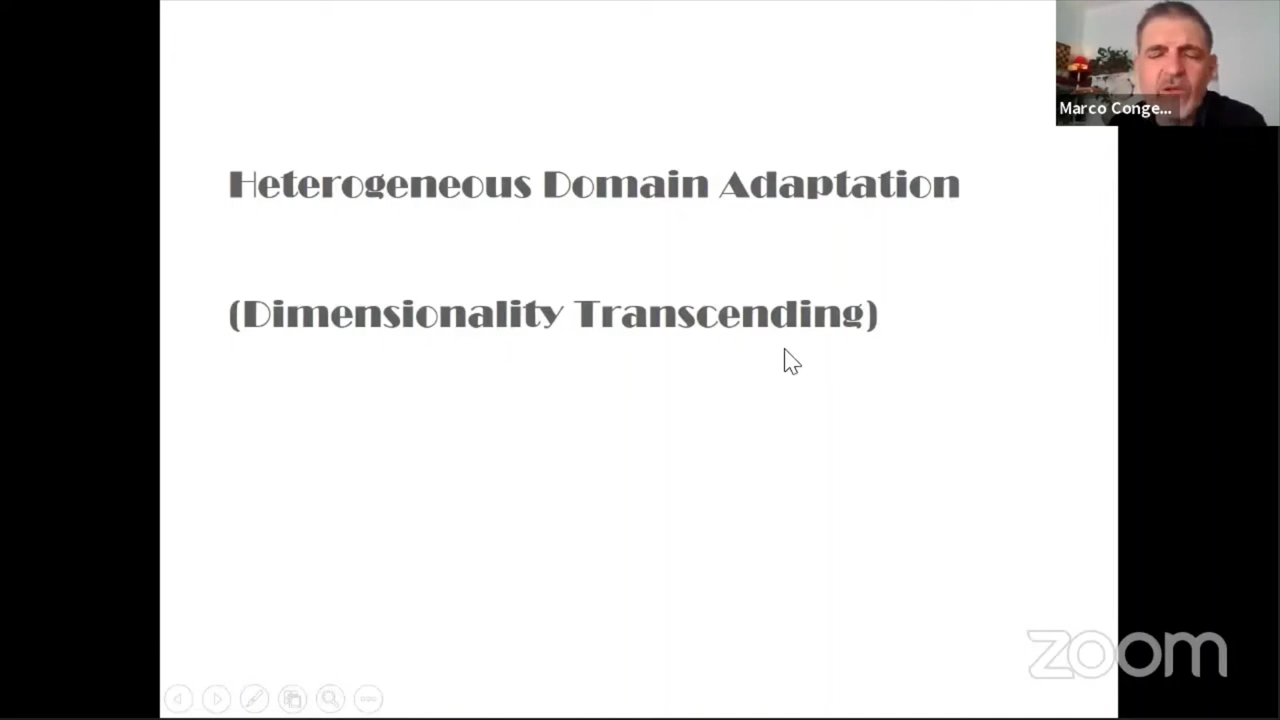 Marco Conge...
Heterogeneous Domain Adaptation
(Dimensionality Transcending)
zoom